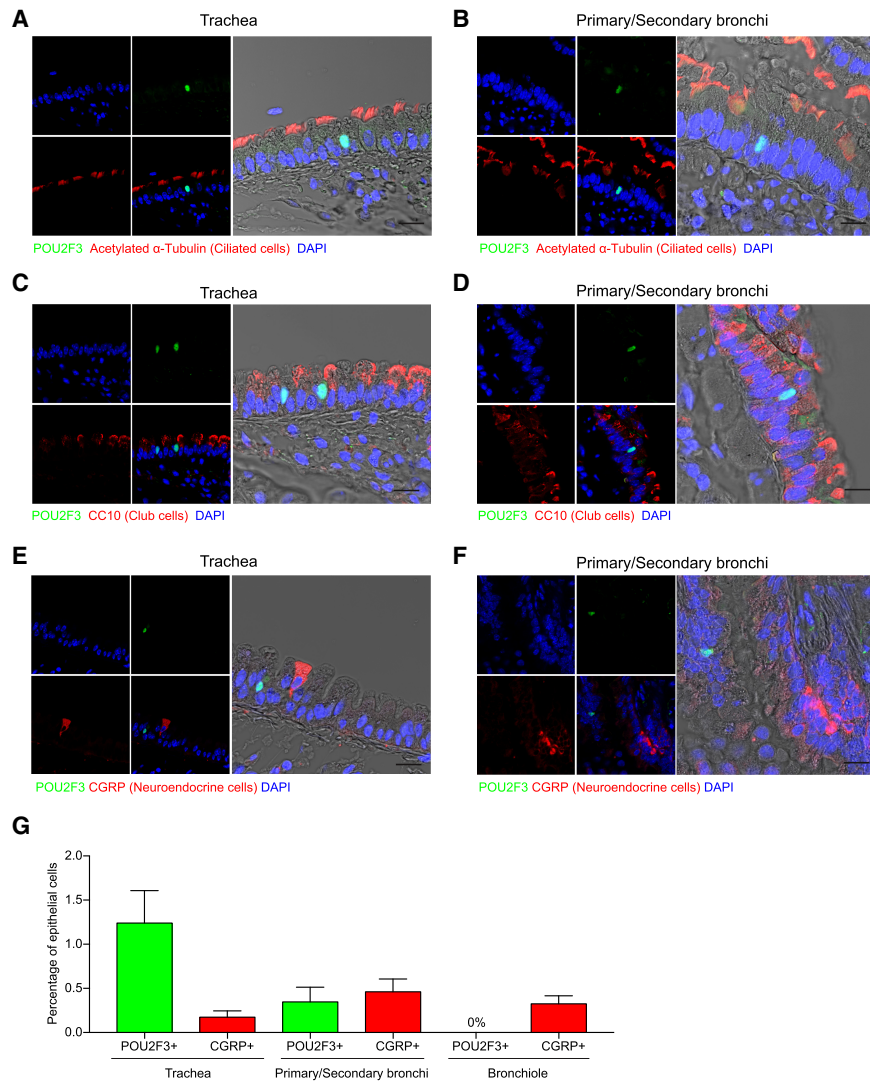 A
Trachea
POU2F3 Acetylated α-Tubulin (Ciliated cells) DAPI
B
Primary/Secondary bronchi
POU2F3 Acetylated α-Tubulin (Ciliated cells) DAPI
C
Trachea
POU2F3 CC10 (Club cells) DAPI
D
Primary/Secondary bronchi
POU2F3 CC10 (Club cells) DAPI
E
Trachea
POU2F3 CGRP (Neuroendocrine cells) DAPI
F
Primary/Secondary bronchi
POU2F3 CGRP (Neuroendocrine cells) DAPI
G
Percentage of epithelial cells
2.0
1.5
1.0
0.5
0.0
0%
POU2F3+ CGRP+ POU2F3+ CGRP+ POU2F3+ CGRP+
Trachea Primary/Secondary bronchi Bronchiole